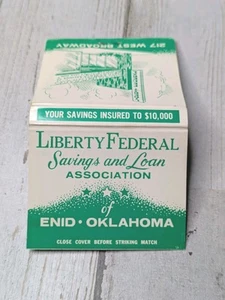 217 WEST BROADWAY
YOUR SAVINGS INSURED TO $10,000
LIBERTY FEDERAL
Savings and Loan
ASSOCIATION
of
ENID · OKLAHOMA
CLOSE COVER BEFORE STRIKING MATCH